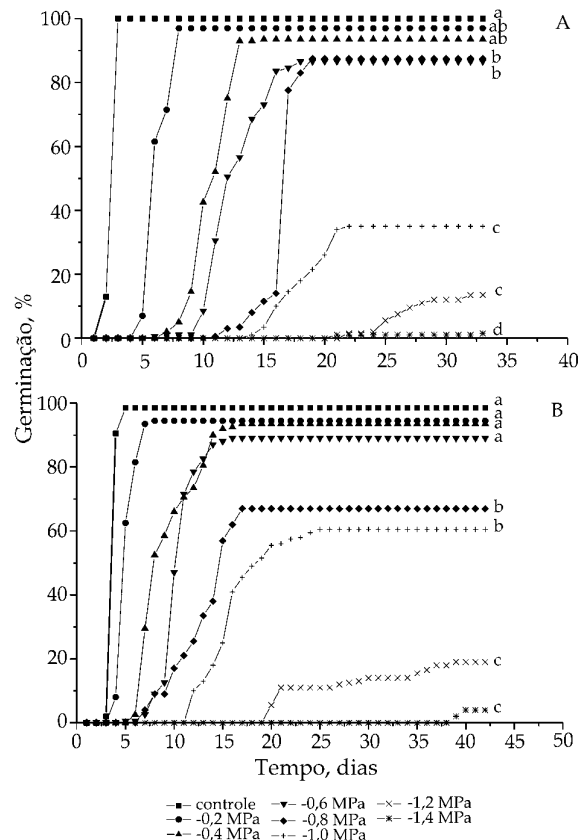 100
80
60
40
20
0
0
5
10
15
20
25
30
35
40
A
a
ab
ab
b
b
c
c
d
Germinação, %
100
80
60
40
20
0
0
5
10
15
20
25
30
35
40
45
50
B
a
a
a
a
b
b
c
c
Tempo, dias
controle
-0,2 MPa
-0,4 MPa
-0,6 MPa
-0,8 MPa
-1,0 MPa
-1,2 MPa
-1,4 MPa